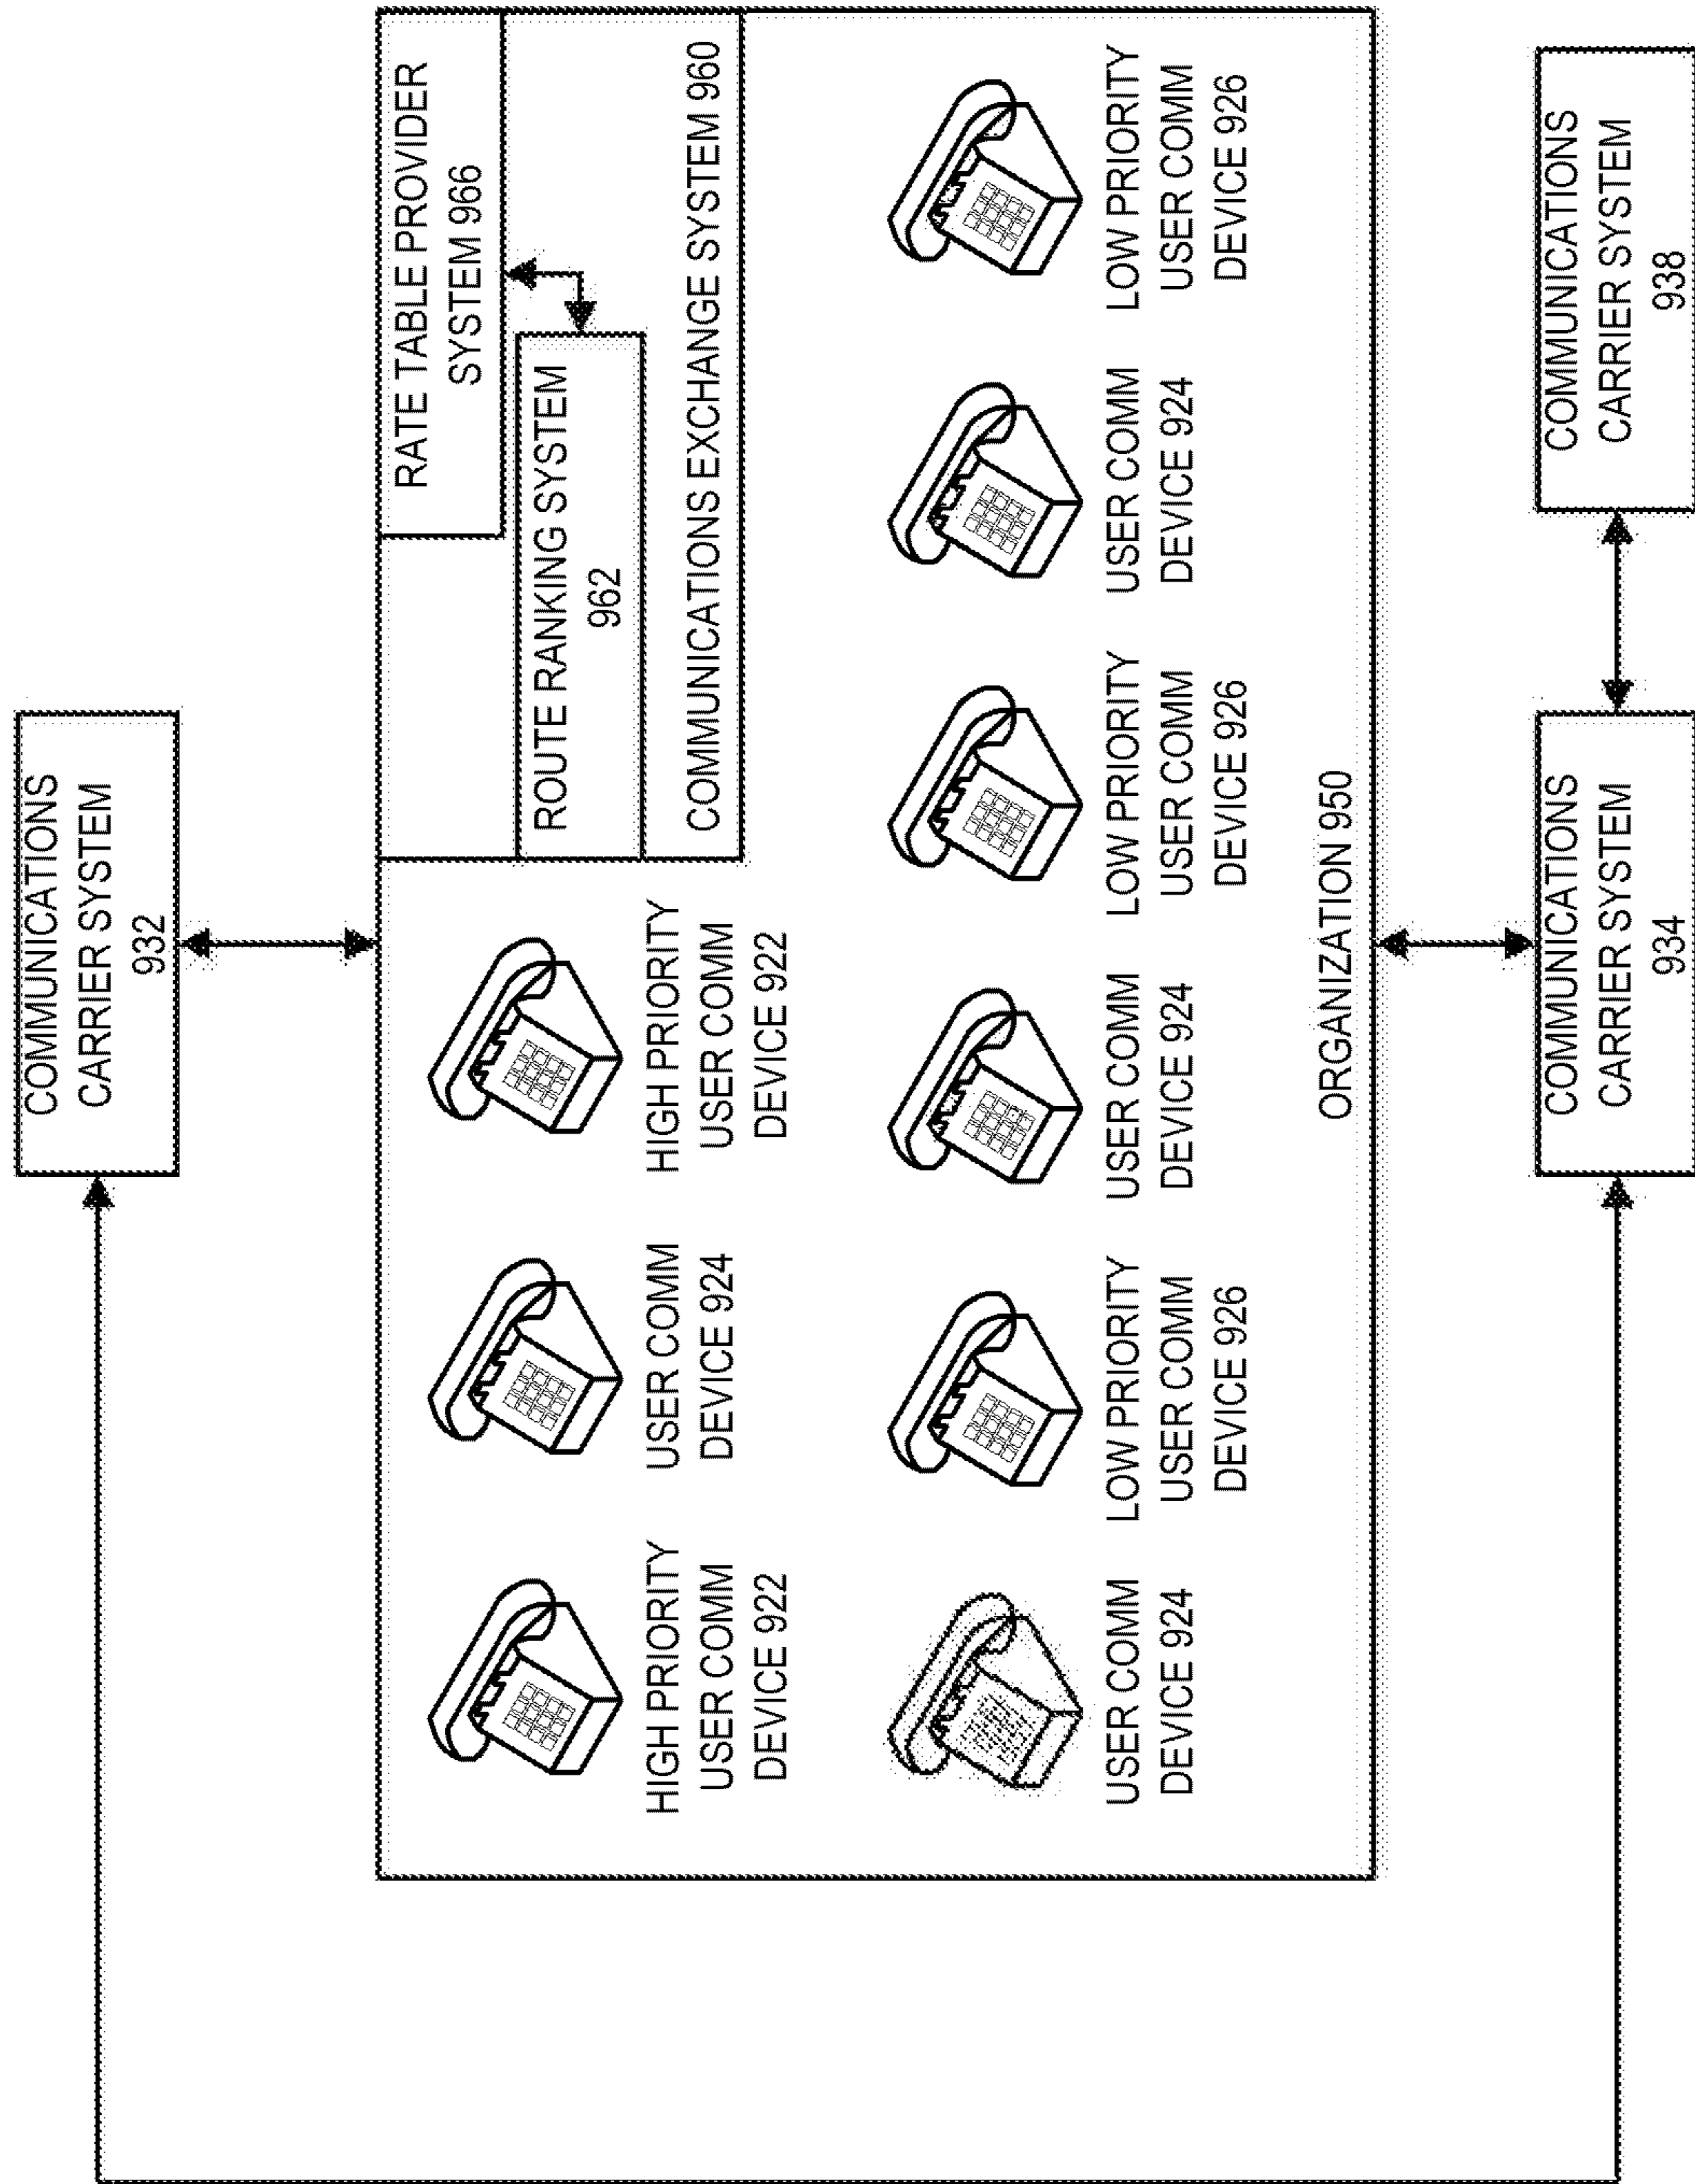 COMMUNICATIONS
CARRIER SYSTEM
932
HIGH PRIORITY
USER COMM
DEVICE 922
USER COMM
DEVICE 924
HIGH PRIORITY
USER COMM
DEVICE 922
RATE TABLE PROVIDER
SYSTEM 966
ROUTE RANKING SYSTEM
962
COMMUNICATIONS EXCHANGE SYSTEM 960
USER COMM
DEVICE 924
LOW PRIORITY
USER COMM
DEVICE 926
USER COMM
DEVICE 924
LOW PRIORITY
USER COMM
DEVICE 926
USER COMM
DEVICE 924
LOW PRIORITY
USER COMM
DEVICE 926
ORGANIZATION 950
COMMUNICATIONS
CARRIER SYSTEM
934
COMMUNICATIONS
CARRIER SYSTEM
938